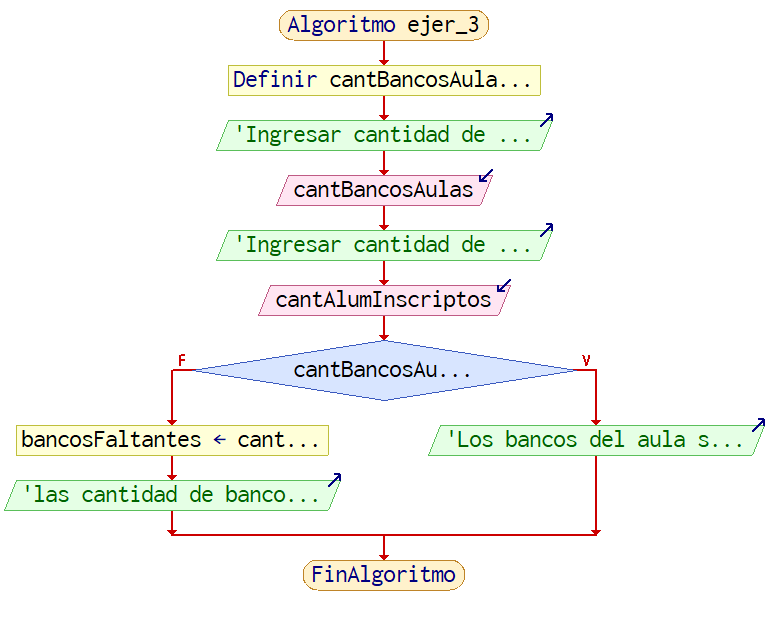 Algoritmo ejer_3
Definir cantBancosAula...
'Ingresar cantidad de ...
cantBancosAulas
'Ingresar cantidad de ...
cantAlumInscriptos
F
V
cantBancosAu...
bancosFaltantes ← cant...
'Los bancos del aula s...
'las cantidad de banco...
FinAlgoritmo